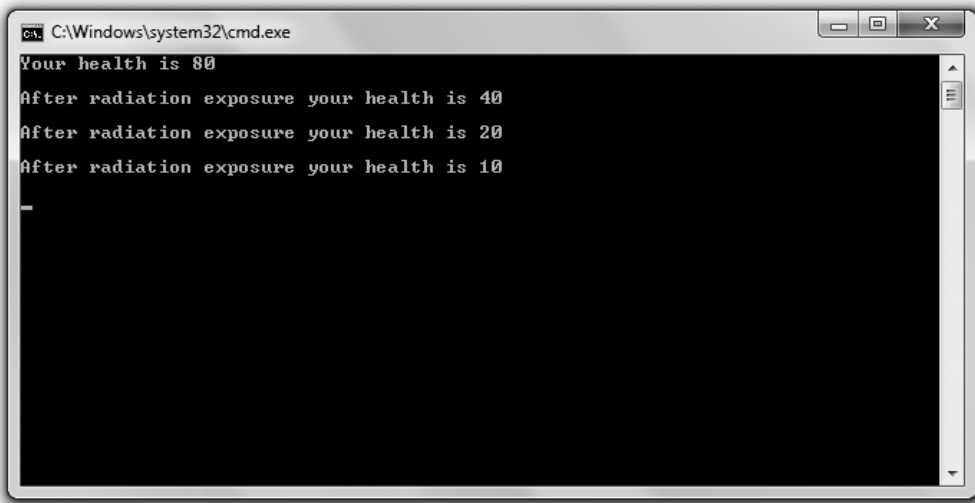 C:\Windows\system32\cmd.exe
Your health is 80
After radiation exposure your health is 40
After radiation exposure your health is 20
After radiation exposure your health is 10